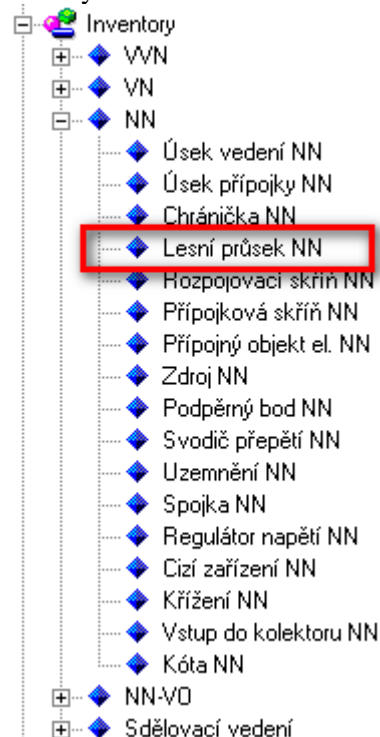 Inventory
VVN
VN
NN
Úsek vedení NN
Úsek přípojky NN
Chránička NN
Lesní průsek NN
Rozpojovací skříň NN
Přípojková skříň NN
Přípojný objekt el. NN
Zdroj NN
Podpěrný bod NN
Svodič přepětí NN
Uzemnění NN
Spojka NN
Regulátor napětí NN
Cizí zařízení NN
Křížení NN
Vstup do kolektoru NN
Kóta NN
NN-VO
Sdělovací vedení